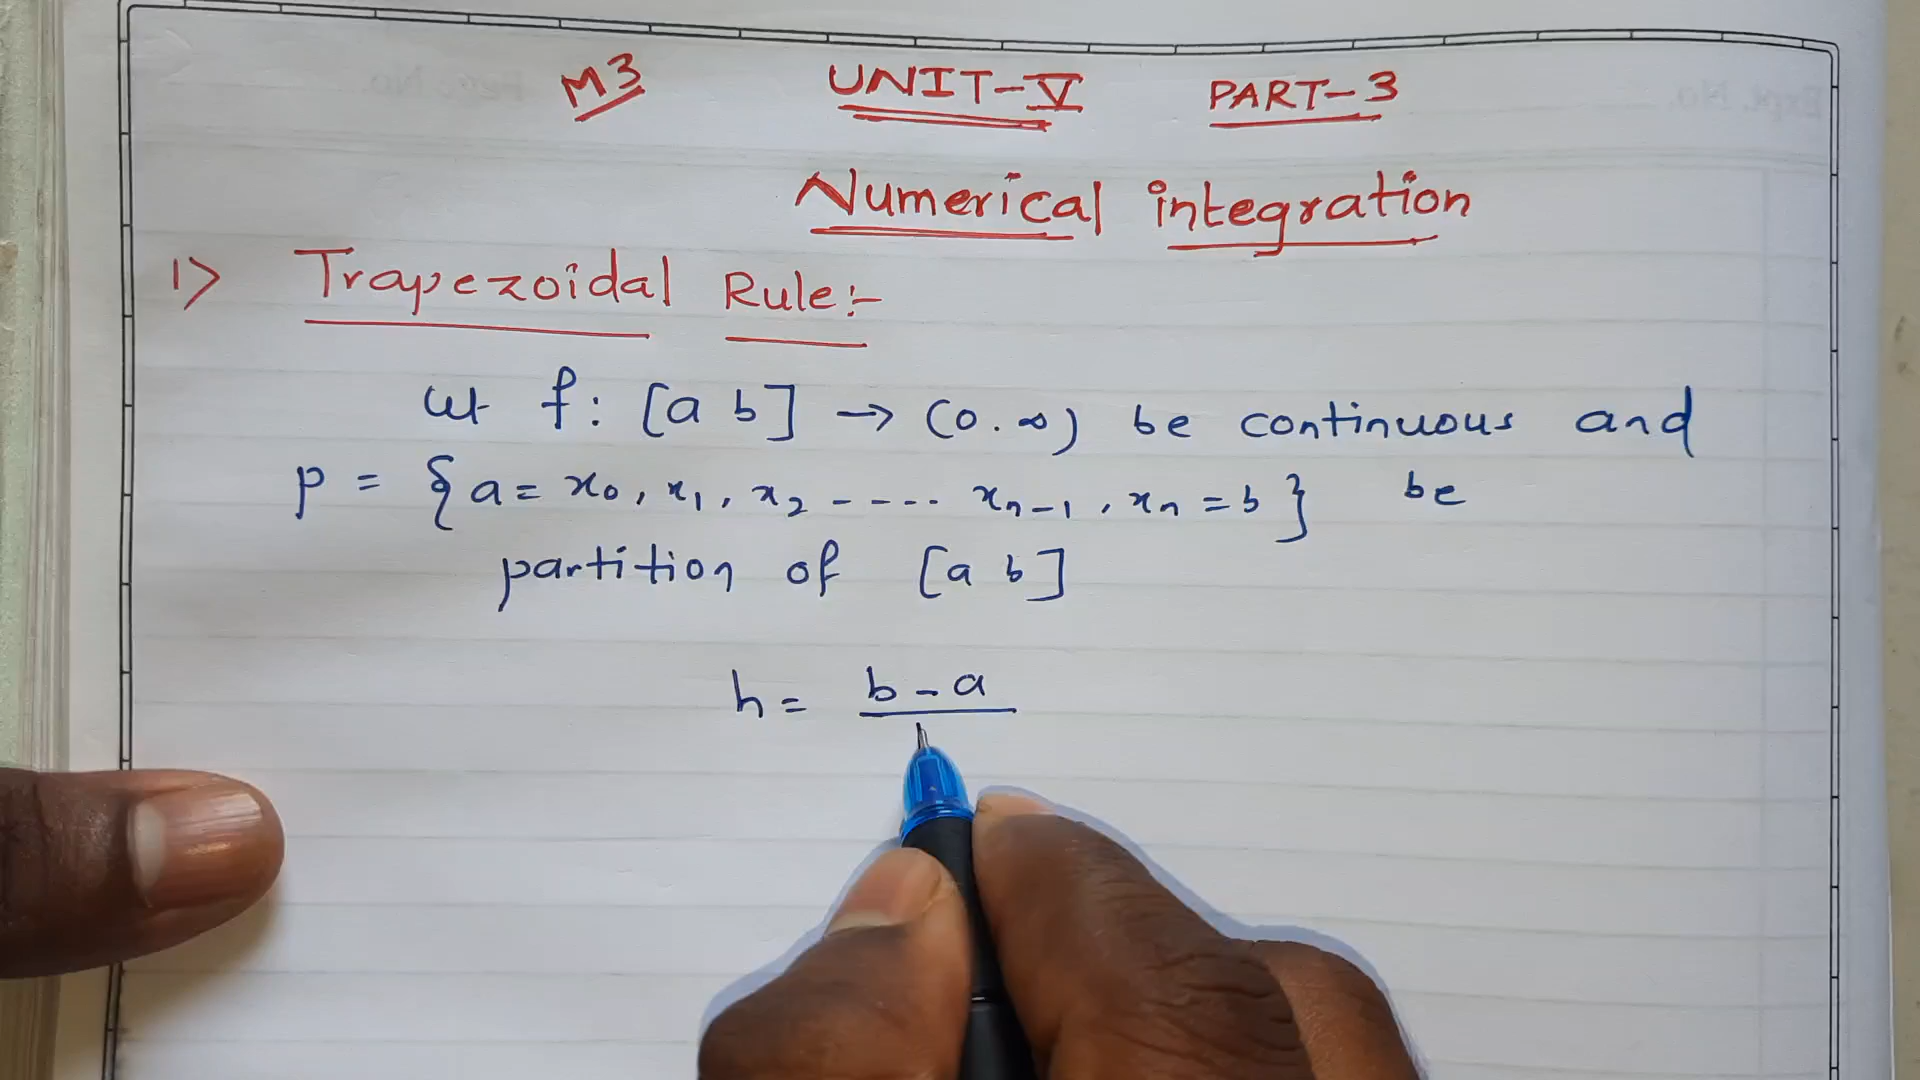 M3 UNIT-V PART-3
Numerical integration
1> Trapezoidal Rule:-
Let f: [a b] → (0.∞) be continuous and
P = {a = x₀, x₁, x₂ ----- xₙ₋₁, xₙ = b} be
partition of [a b]
h = b - a